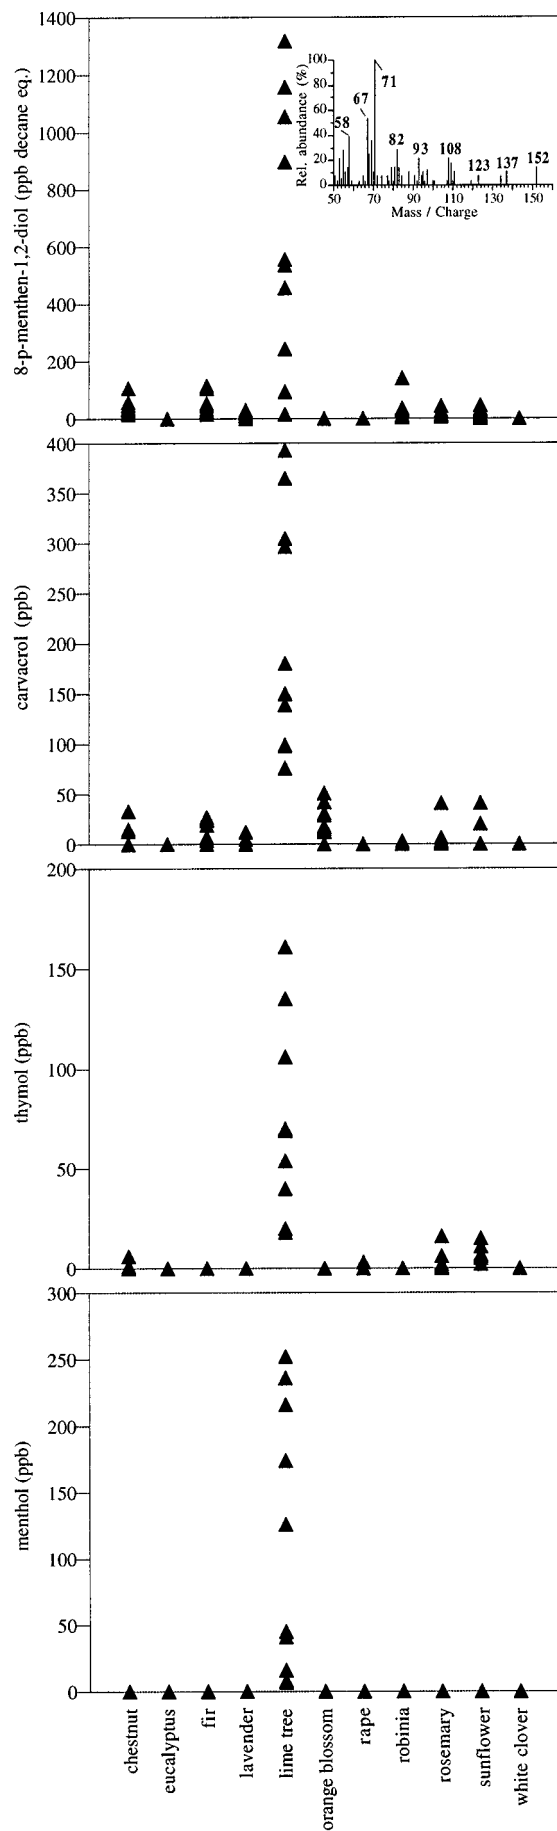 8-p-menthen-1,2-diol (ppb decane eq.)
1400
1200
1000
800
600
400
200
0
Rel. abundance (%)
100
80
60
40
20
0
58
67
71
82
93
108
123
137
152
50
70
90
110
130
150
Mass / Charge
carvacrol (ppb)
400
350
300
250
200
150
100
50
0
thymol (ppb)
200
150
100
50
0
menthol (ppb)
300
250
200
150
100
50
0
chestnut
eucalyptus
fir
lavender
lime tree
orange blossom
rape
robinia
rosemary
sunflower
white clover